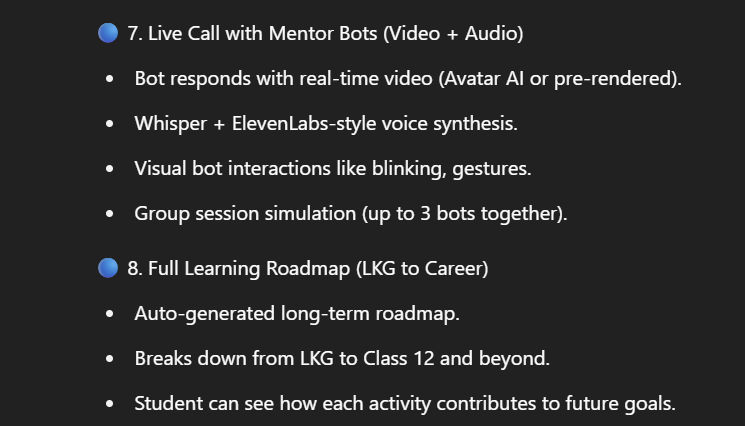 7. Live Call with Mentor Bots (Video + Audio)
• Bot responds with real-time video (Avatar AI or pre-rendered).
• Whisper + ElevenLabs-style voice synthesis.
• Visual bot interactions like blinking, gestures.
• Group session simulation (up to 3 bots together).
8. Full Learning Roadmap (LKG to Career)
• Auto-generated long-term roadmap.
• Breaks down from LKG to Class 12 and beyond.
• Student can see how each activity contributes to future goals.